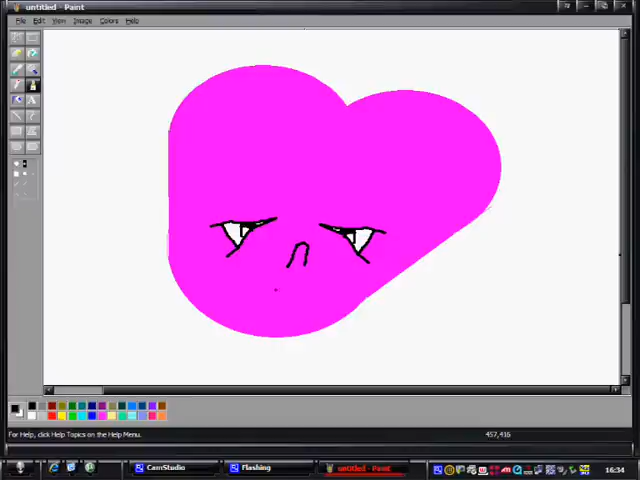 untitled - Paint
File Edit View Image Colors Help
For Help, click Help Topics on the Help Menu.
457,416
CamStudio
Flashing
untitled - Paint
16:34